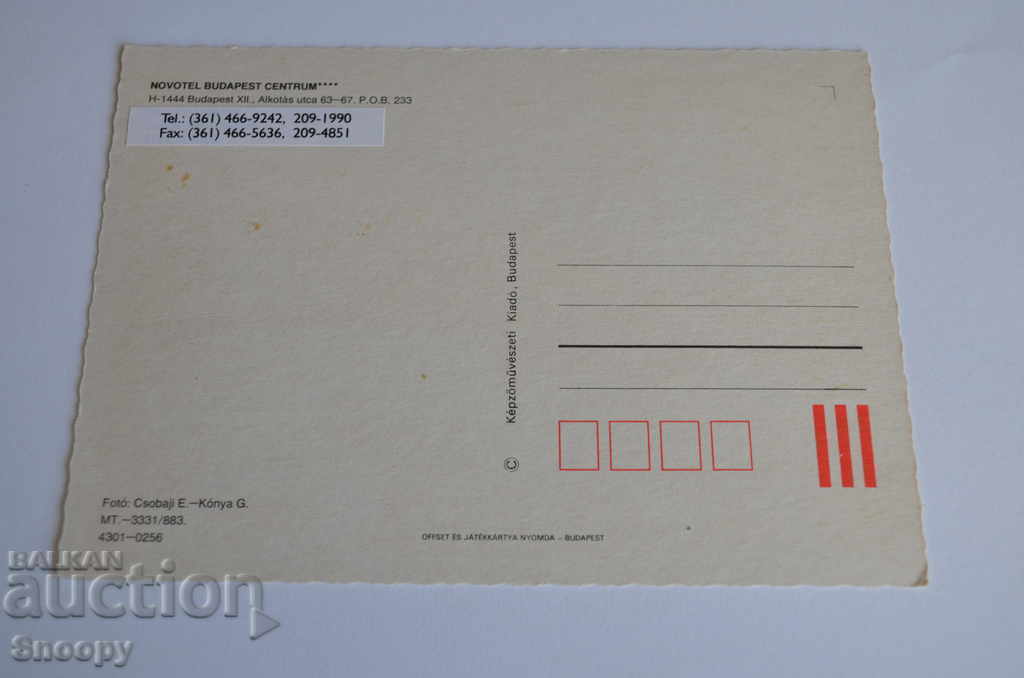 NOVOTEL BUDAPEST CENTRUM****
H-1444 Budapest XII., Alkotás utca 63–67. P.O.B. 233
Tel.: (361) 466-9242, 209-1990
Fax: (361) 466-5636, 209-4851
© Képzőművészeti Kiadó, Budapest
Fotó: Csobaji E.–Kónya G.
MT.–3331/883.
4301–0256
OFFSET ÉS JÁTÉKKÁRTYA NYOMDA – BUDAPEST
BALKAN
auction
Snoopy